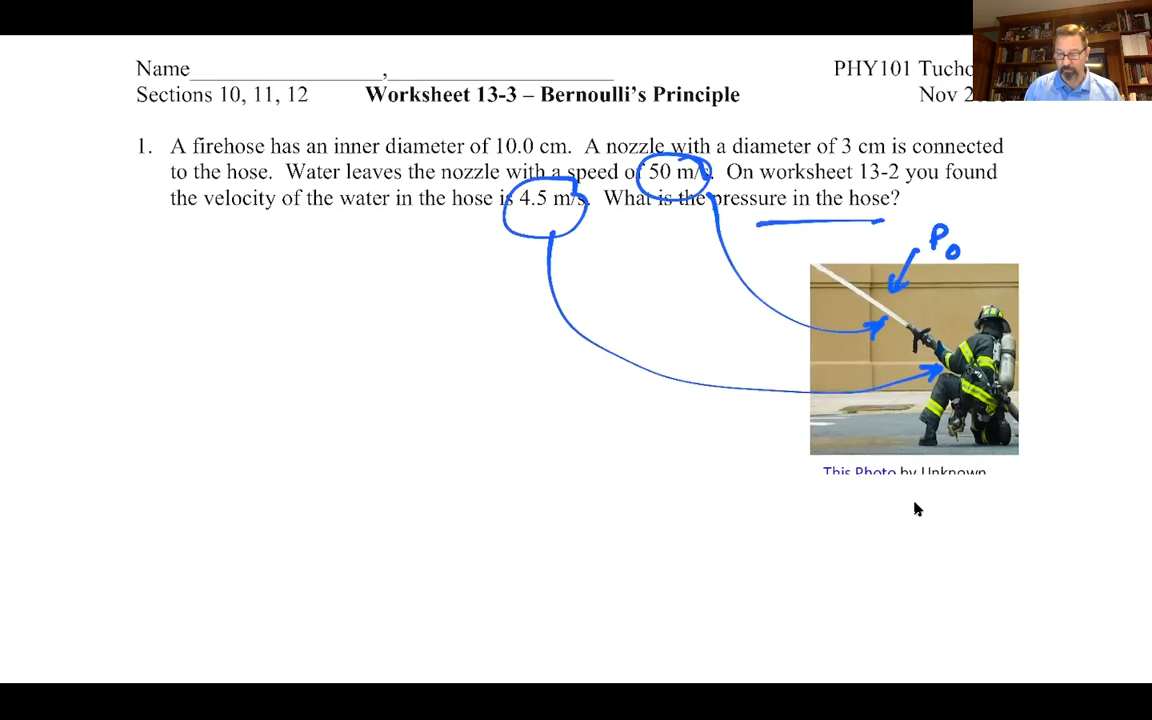 Name________________,____________________ PHY101
Sections 10, 11, 12 Worksheet 13-3 – Bernoulli's Principle Nov
1. A firehose has an inner diameter of 10.0 cm. A nozzle with a diameter of 3 cm is connected
to the hose. Water leaves the nozzle with a speed of 50 m/s. On worksheet 13-2 you found
the velocity of the water in the hose is 4.5 m/s. What is the pressure in the hose?
P₀
This Photo by Unknown